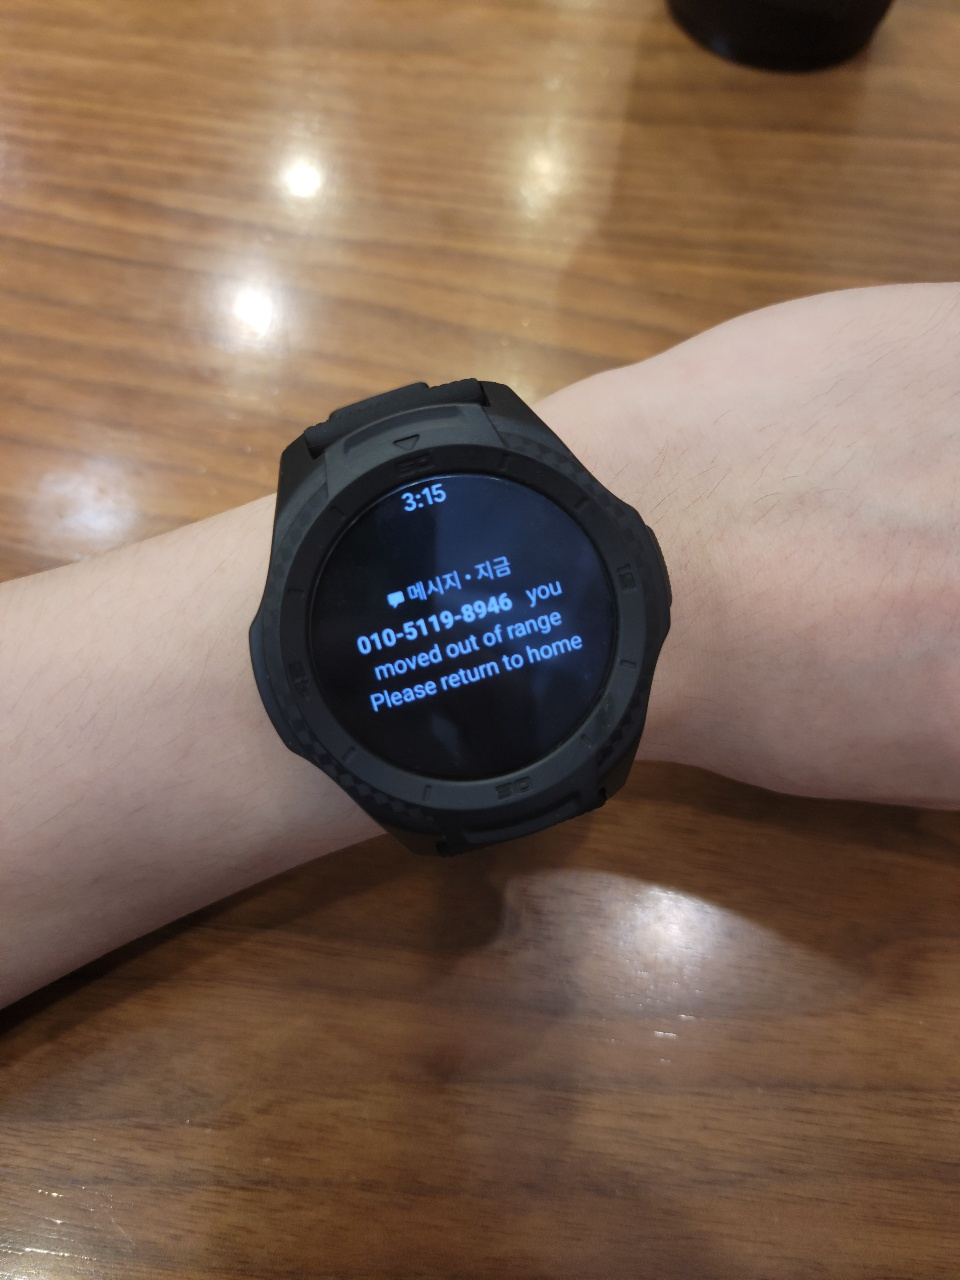 3:15
메시지 • 지금
010-5119-8946 you
moved out of range
Please return to home